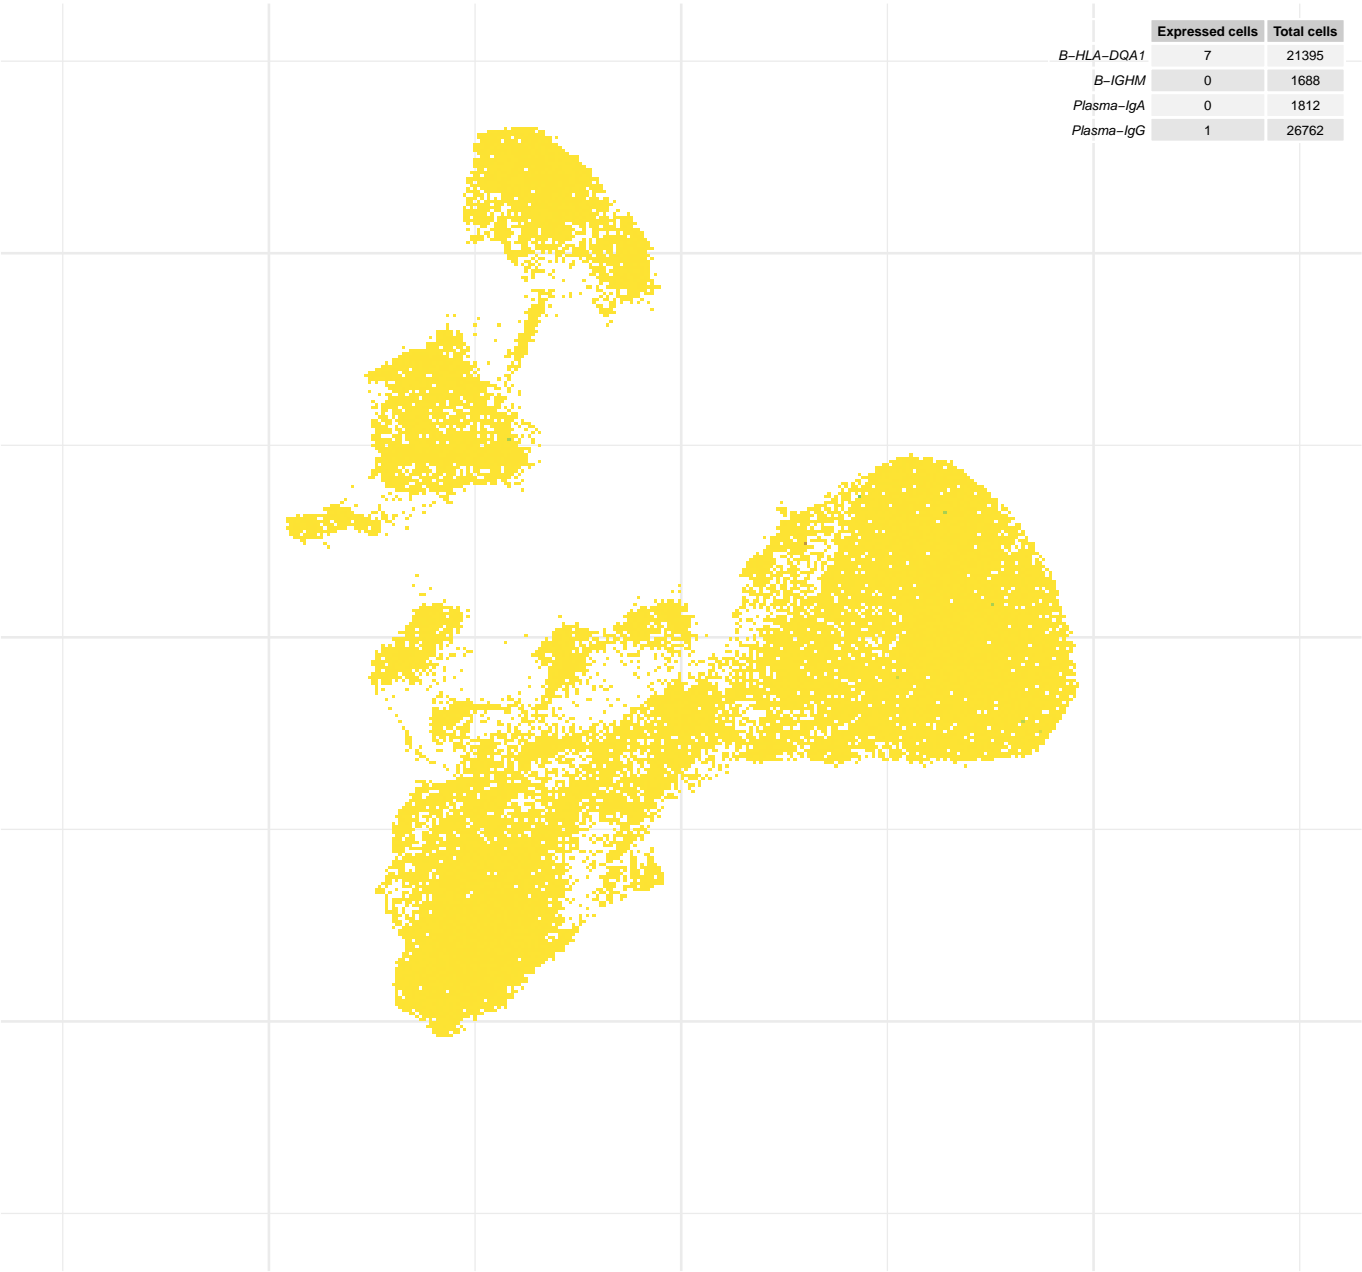 Expressed cells Total cells
B−HLA−DQA1 7 21395
B−IGHM 0 1688
Plasma−IgA 0 1812
Plasma−IgG 1 26762